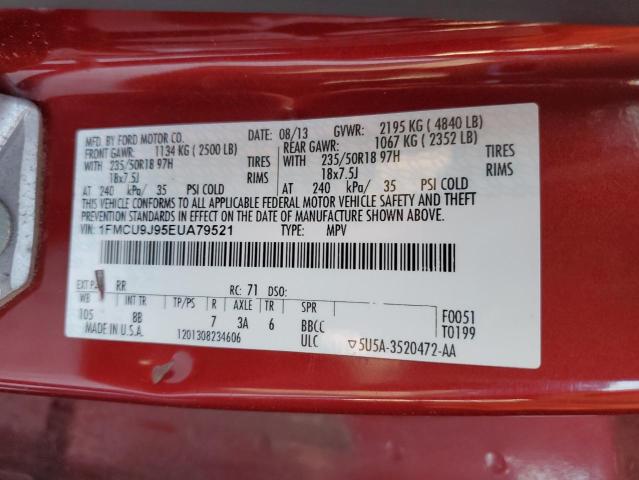 MFD. BY FORD MOTOR CO.
DATE: 08/13 GVWR: 2195 KG ( 4840 LB)
FRONT GAWR: 1134 KG ( 2500 LB) REAR GAWR: 1067 KG ( 2352 LB)
WITH 235/50R18 97H TIRES WITH 235/50R18 97H TIRES
18x7.5J RIMS 18x7.5J RIMS
AT 240 kPa/ 35 PSI COLD AT 240 kPa/ 35 PSI COLD
THIS VEHICLE CONFORMS TO ALL APPLICABLE FEDERAL MOTOR VEHICLE SAFETY AND THEFT
PREVENTION STANDARDS IN EFFECT ON THE DATE OF MANUFACTURE SHOWN ABOVE.
VIN: 1FMCU9J95EUA79521 TYPE: MPV
EXT RR RC: 71 DSO:
WB INT TR TP/PS R AXLE TR SPR
105 BB 7 3A 6 BBCC F0051
MADE IN U.S.A. 1201308234606 ULC T0199
▽5U5A-3520472-AA